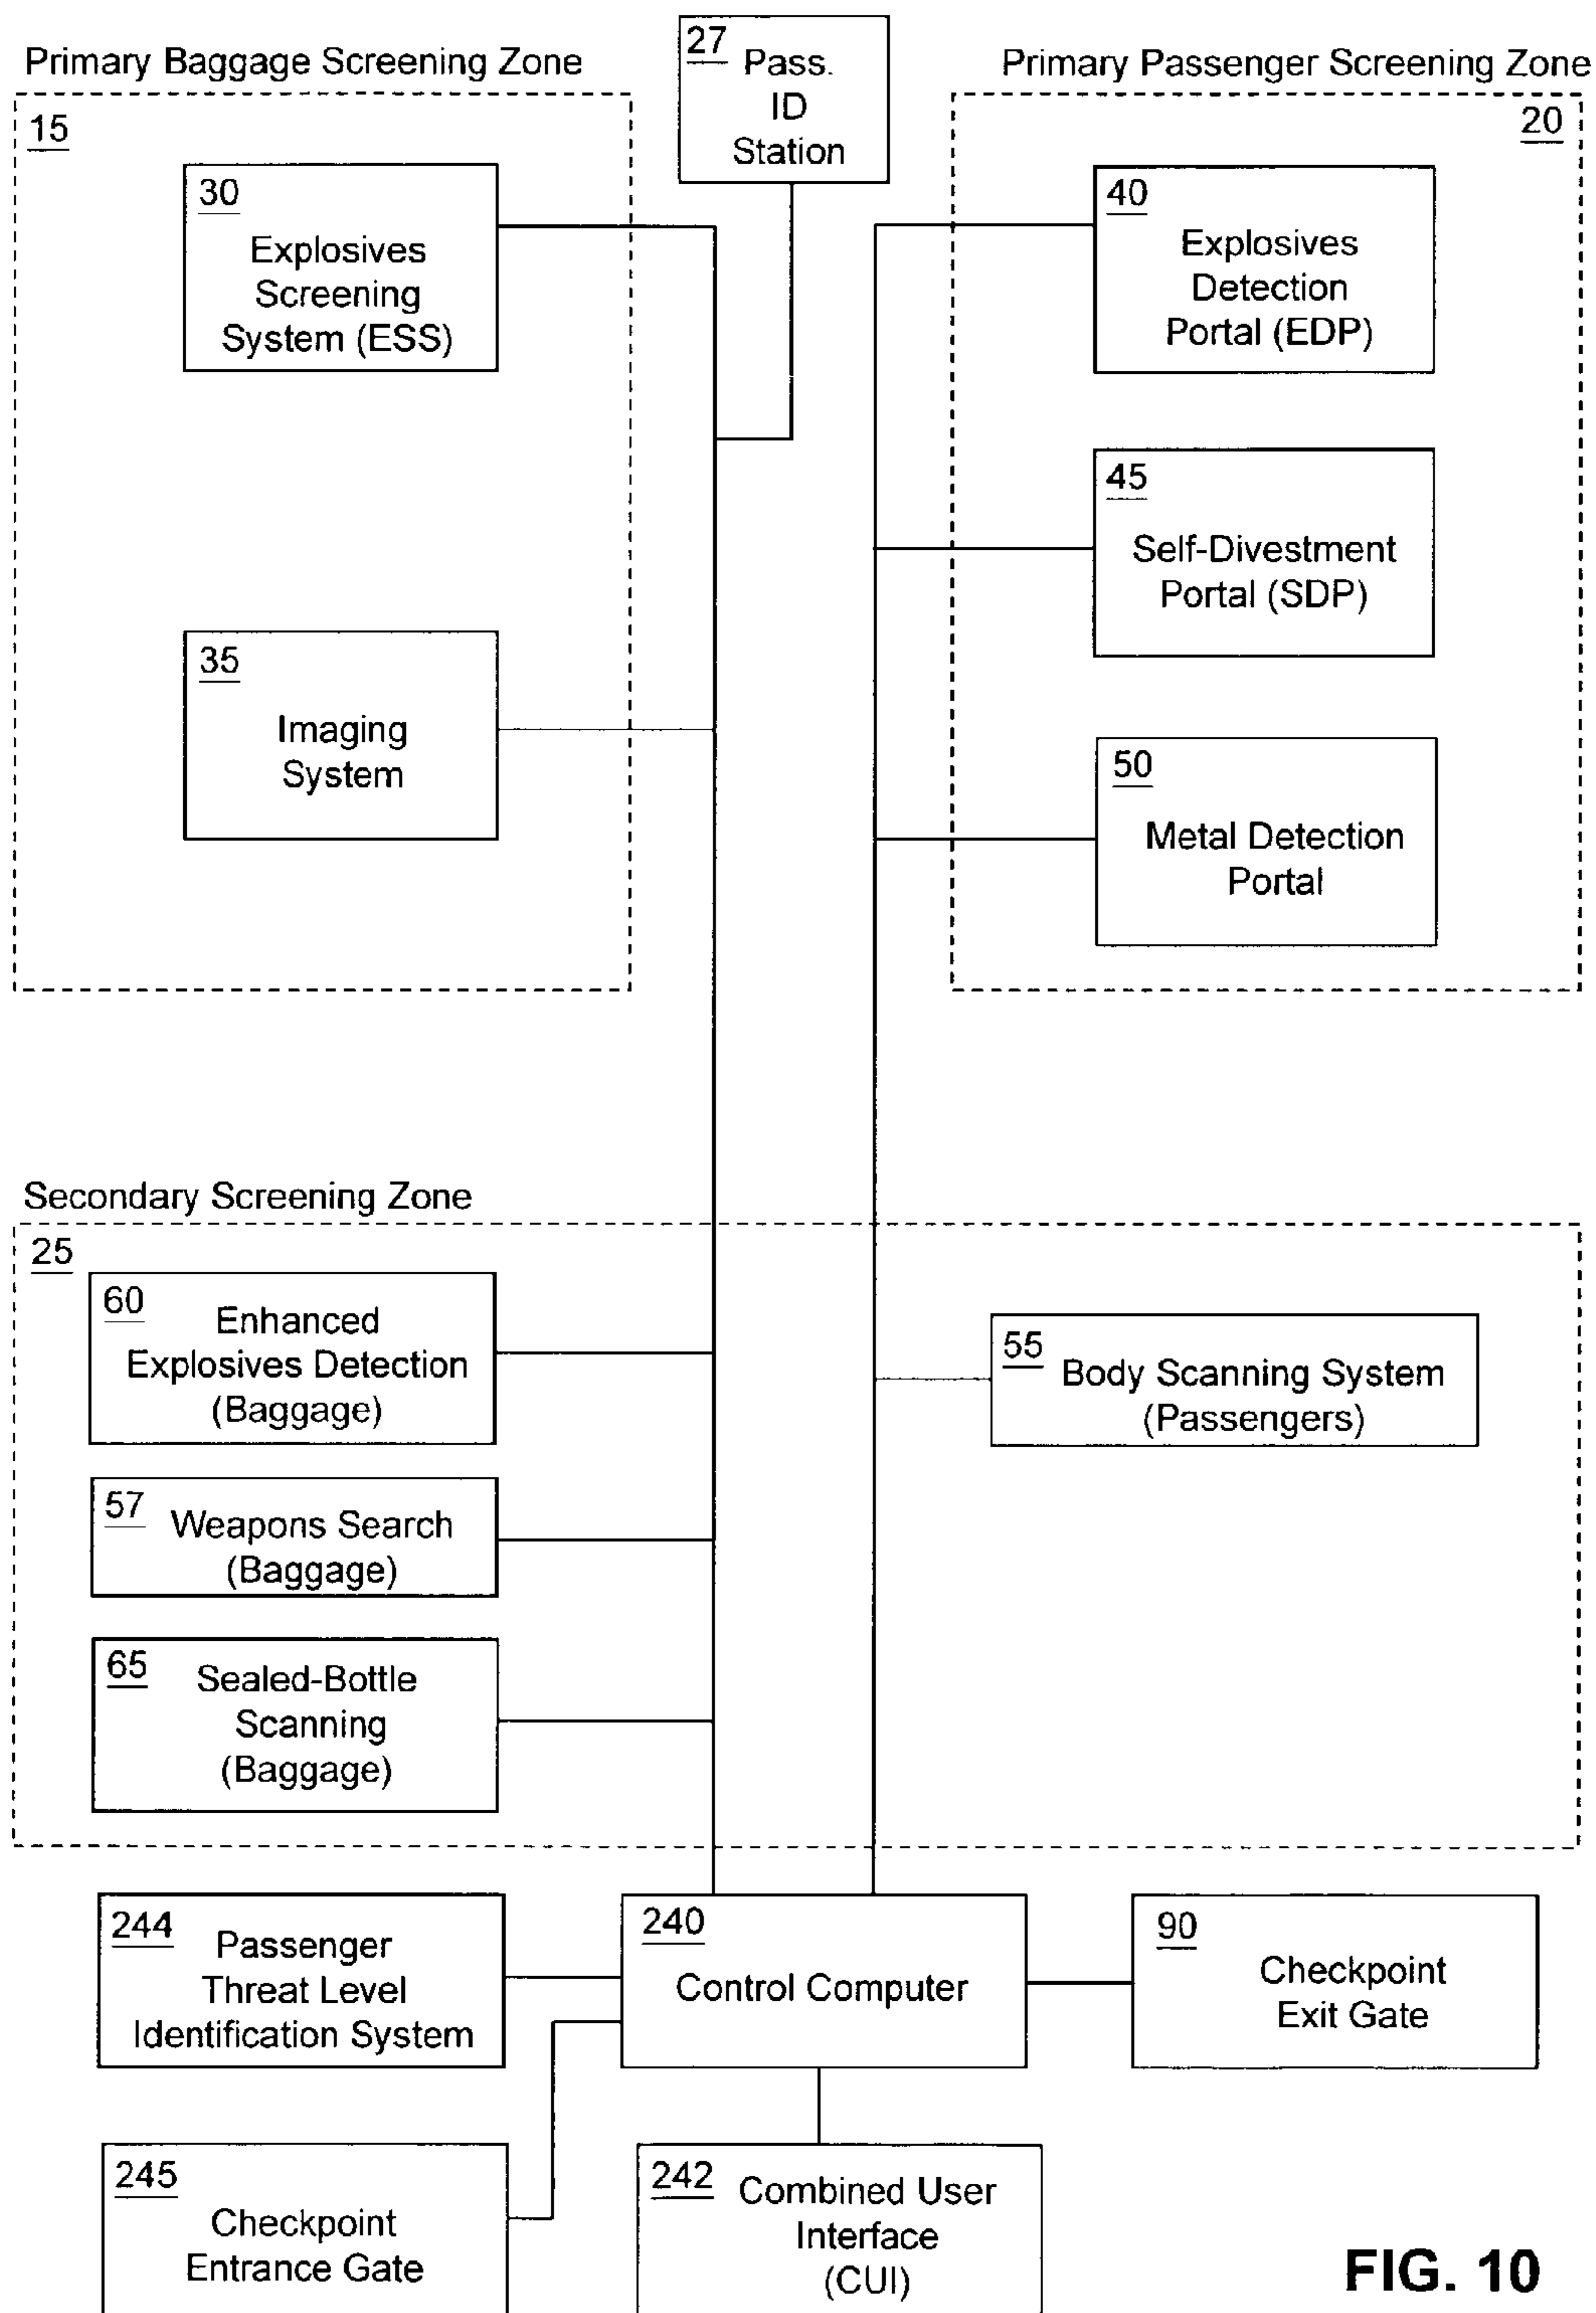 Primary Baggage Screening Zone
27
Pass.
ID
Station
Primary Passenger Screening Zone
15
30
Explosives
Screening
System (ESS)
35
Imaging
System
20
40
Explosives
Detection
Portal (EDP)
45
Self-Divestment
Portal (SDP)
50
Metal Detection
Portal
Secondary Screening Zone
25
60
Enhanced
Explosives Detection
(Baggage)
57
Weapons Search
(Baggage)
65
Sealed-Bottle
Scanning
(Baggage)
55
Body Scanning System
(Passengers)
244
Passenger
Threat Level
Identification System
240
Control Computer
90
Checkpoint
Exit Gate
245
Checkpoint
Entrance Gate
242
Combined User
Interface
(CUI)
FIG. 10